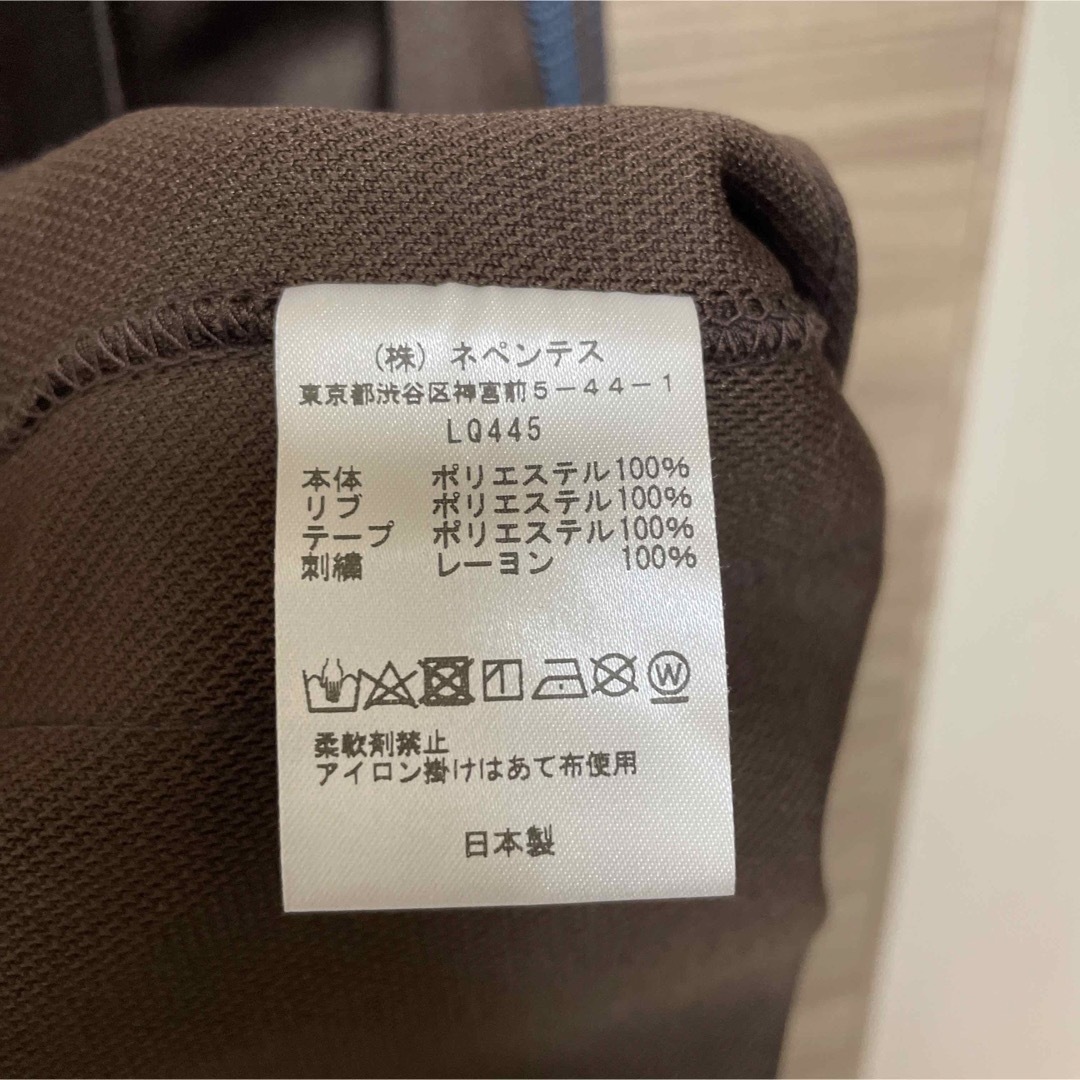 (株) ネペンテス
東京都渋谷区神宮前5-44-1
LQ445
本体 ポリエステル100%
リブ ポリエステル100%
テープ ポリエステル100%
刺繍 レーヨン 100%
W
柔軟剤禁止
アイロン掛けはあて布使用
日本製